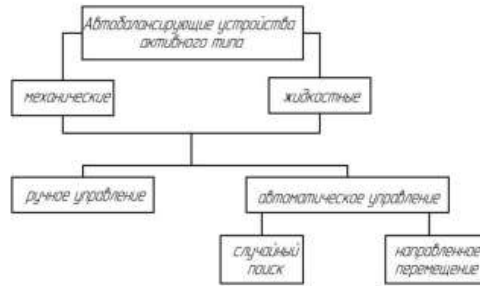 Автобалансирующие устройства
активного типа
механические
жидкостные
ручное управление
автоматическое управление
случайный
поиск
направленное
перемещение